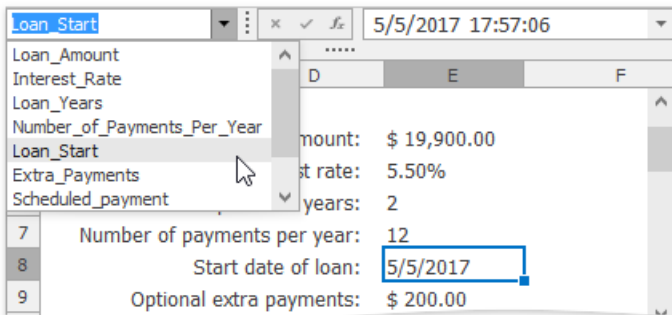 Loan_Start
fx 5/5/2017 17:57:06
Loan_Amount
Interest_Rate
Loan_Years
Number_of_Payments_Per_Year
Loan_Start
Extra_Payments
Scheduled_payment
D E F
mount: $ 19,900.00
st rate: 5.50%
years: 2
7 Number of payments per year: 12
8 Start date of loan: 5/5/2017
9 Optional extra payments: $ 200.00